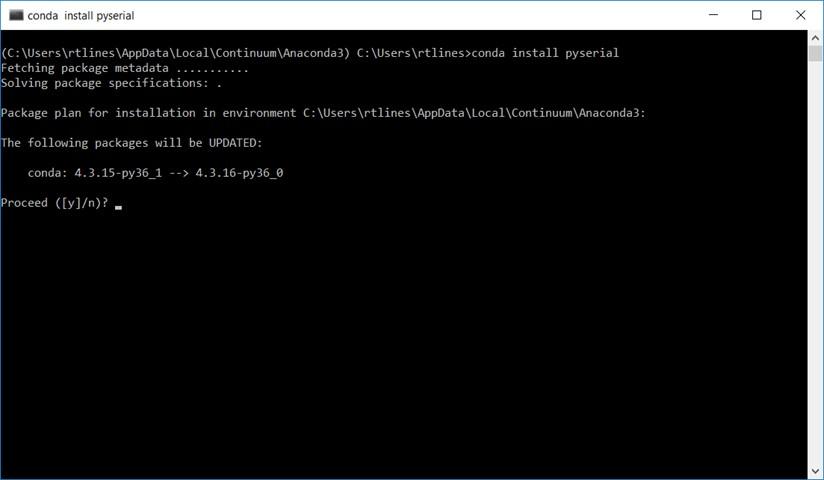 conda  install pyserial
(C:\Users\rtlines\AppData\Local\Continuum\Anaconda3) C:\Users\rtlines>conda install pyserial
Fetching package metadata ...........
Solving package specifications: .
Package plan for installation in environment C:\Users\rtlines\AppData\Local\Continuum\Anaconda3:
The following packages will be UPDATED:
    conda: 4.3.15-py36_1 --> 4.3.16-py36_0
Proceed ([y]/n)? _